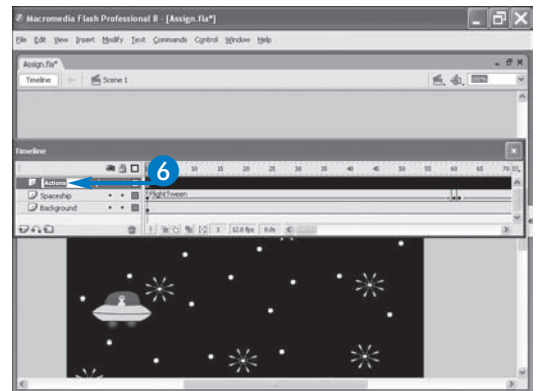 Macromedia Flash Professional 8 - [Assign.fla*]
File Edit View Insert Modify Text Commands Control Window Help
Assign.fla*
Timeline Scene 1 100%
Timeline
5 10 15 20 25 30 35 40 45 50 55 60 65 70
Actions
6
Spaceship FlightTween
Background
1 12.0 fps 0.0s